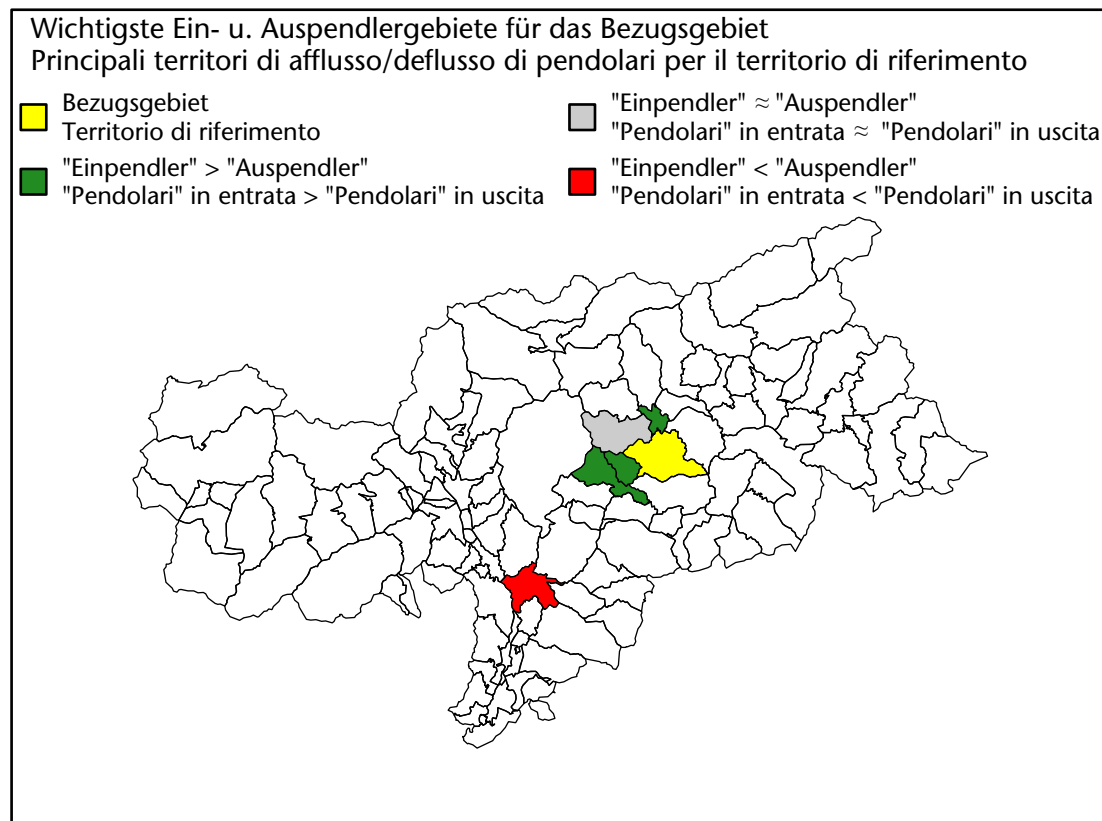 Wichtigste Ein- u. Auspendlergebiete für das Bezugsgebiet
Principali territori di afflusso/deflusso di pendolari per il territorio di riferimento
Bezugsgebiet
Territorio di riferimento
"Einpendler" > "Auspendler"
"Pendolari" in entrata > "Pendolari" in uscita
"Einpendler" ≈ "Auspendler"
"Pendolari" in entrata ≈ "Pendolari" in uscita
"Einpendler" < "Auspendler"
"Pendolari" in entrata < "Pendolari" in uscita